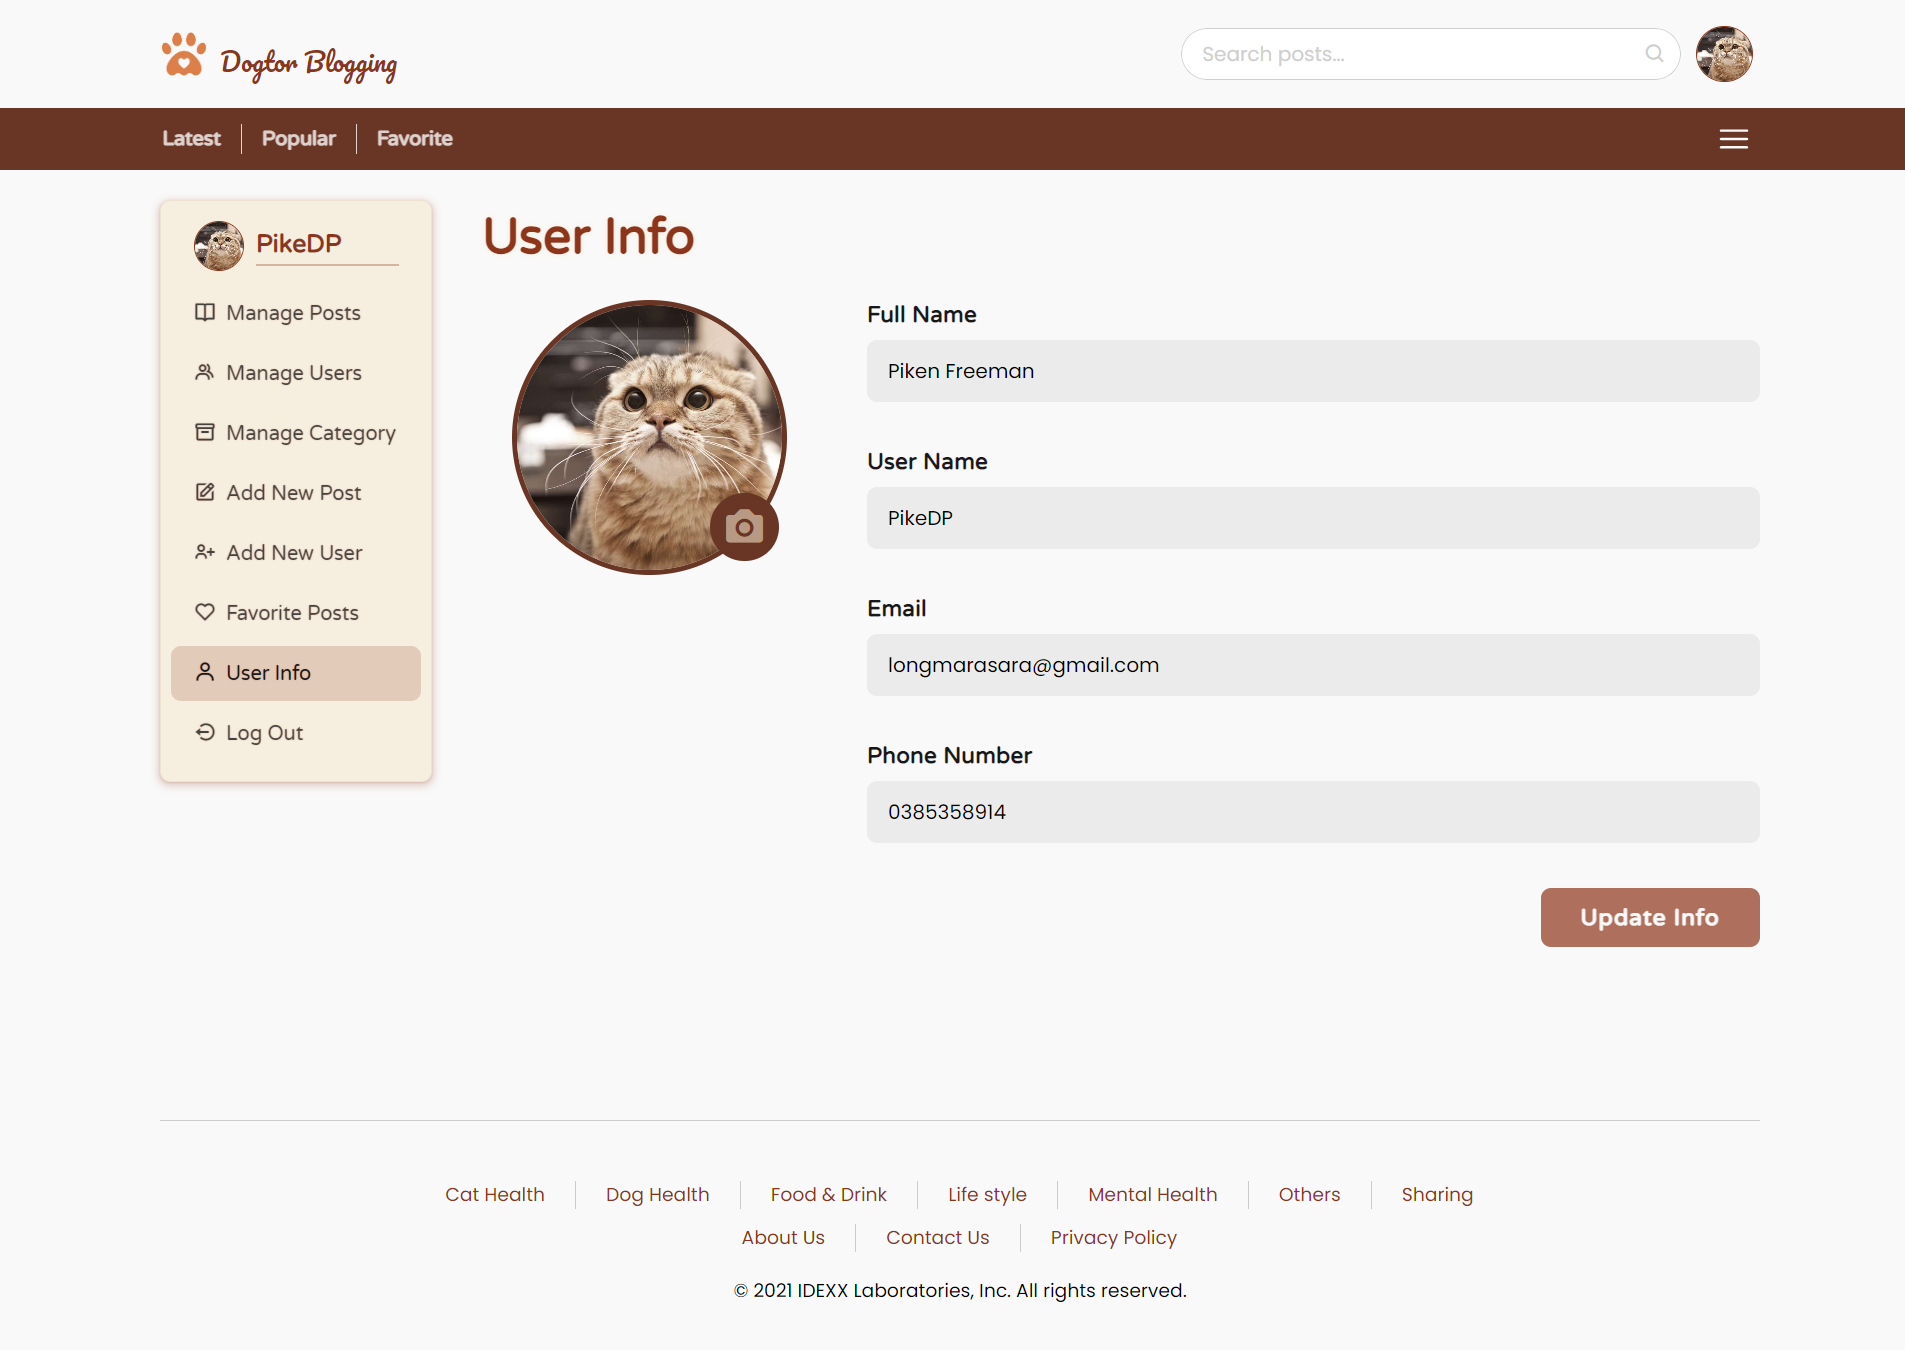 Dogtor Blogging
Search posts...
Latest
Popular
Favorite
PikeDP
Manage Posts
Manage Users
Manage Category
Add New Post
Add New User
Favorite Posts
User Info
Log Out
User Info
Full Name
Piken Freeman
User Name
PikeDP
Email
longmarasara@gmail.com
Phone Number
0385358914
Update Info
Cat Health
Dog Health
Food & Drink
Life style
Mental Health
Others
Sharing
About Us
Contact Us
Privacy Policy
© 2021 IDEXX Laboratories, Inc. All rights reserved.